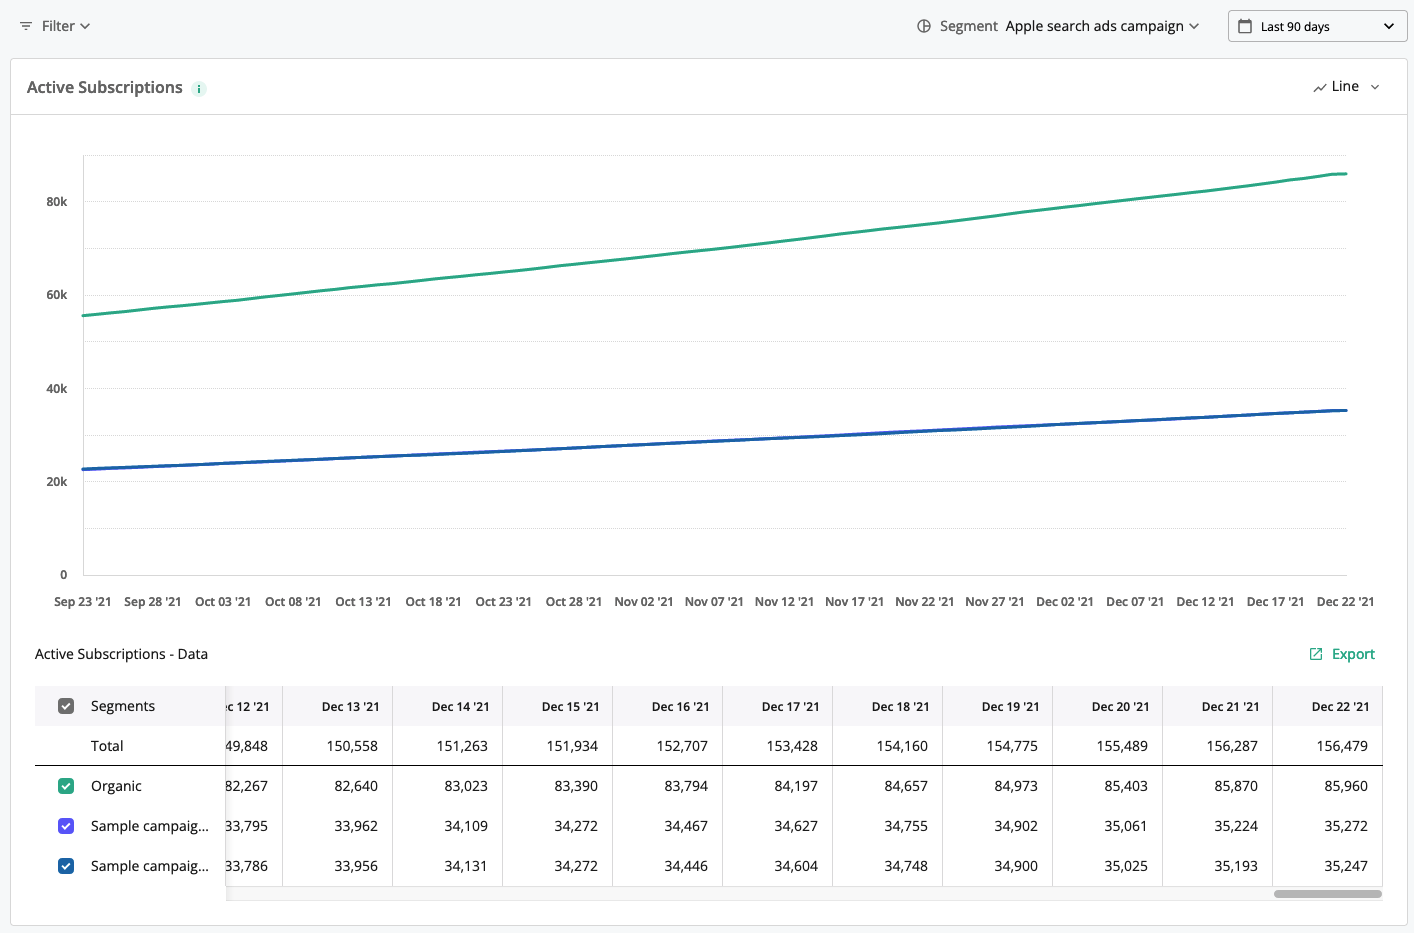 Filter
Segment Apple search ads campaign
Last 90 days
Active Subscriptions i
Line
80k
60k
40k
20k
0
Sep 23 '21 Sep 28 '21 Oct 03 '21 Oct 08 '21 Oct 13 '21 Oct 18 '21 Oct 23 '21 Oct 28 '21 Nov 02 '21 Nov 07 '21 Nov 12 '21 Nov 17 '21 Nov 22 '21 Nov 27 '21 Dec 02 '21 Dec 07 '21 Dec 12 '21 Dec 17 '21 Dec 22 '21
Active Subscriptions - Data
Export
Segments c 12 '21 Dec 13 '21 Dec 14 '21 Dec 15 '21 Dec 16 '21 Dec 17 '21 Dec 18 '21 Dec 19 '21 Dec 20 '21 Dec 21 '21 Dec 22 '21
Total 49,848 150,558 151,263 151,934 152,707 153,428 154,160 154,775 155,489 156,287 156,479
Organic 82,267 82,640 83,023 83,390 83,794 84,197 84,657 84,973 85,403 85,870 85,960
Sample campaig... 33,795 33,962 34,109 34,272 34,467 34,627 34,755 34,902 35,061 35,224 35,272
Sample campaig... 33,786 33,956 34,131 34,272 34,446 34,604 34,748 34,900 35,025 35,193 35,247